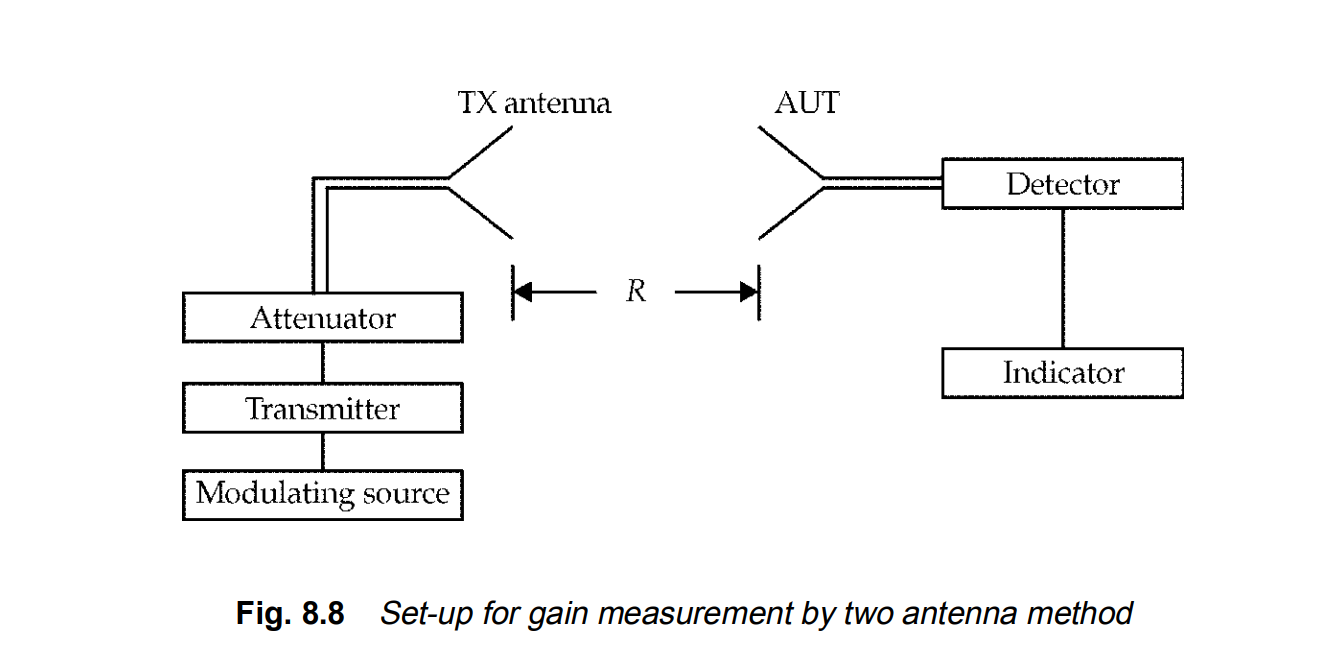 TX antenna
AUT
Detector
R
Attenuator
Indicator
Transmitter
Modulating source
Fig. 8.8 Set-up for gain measurement by two antenna method